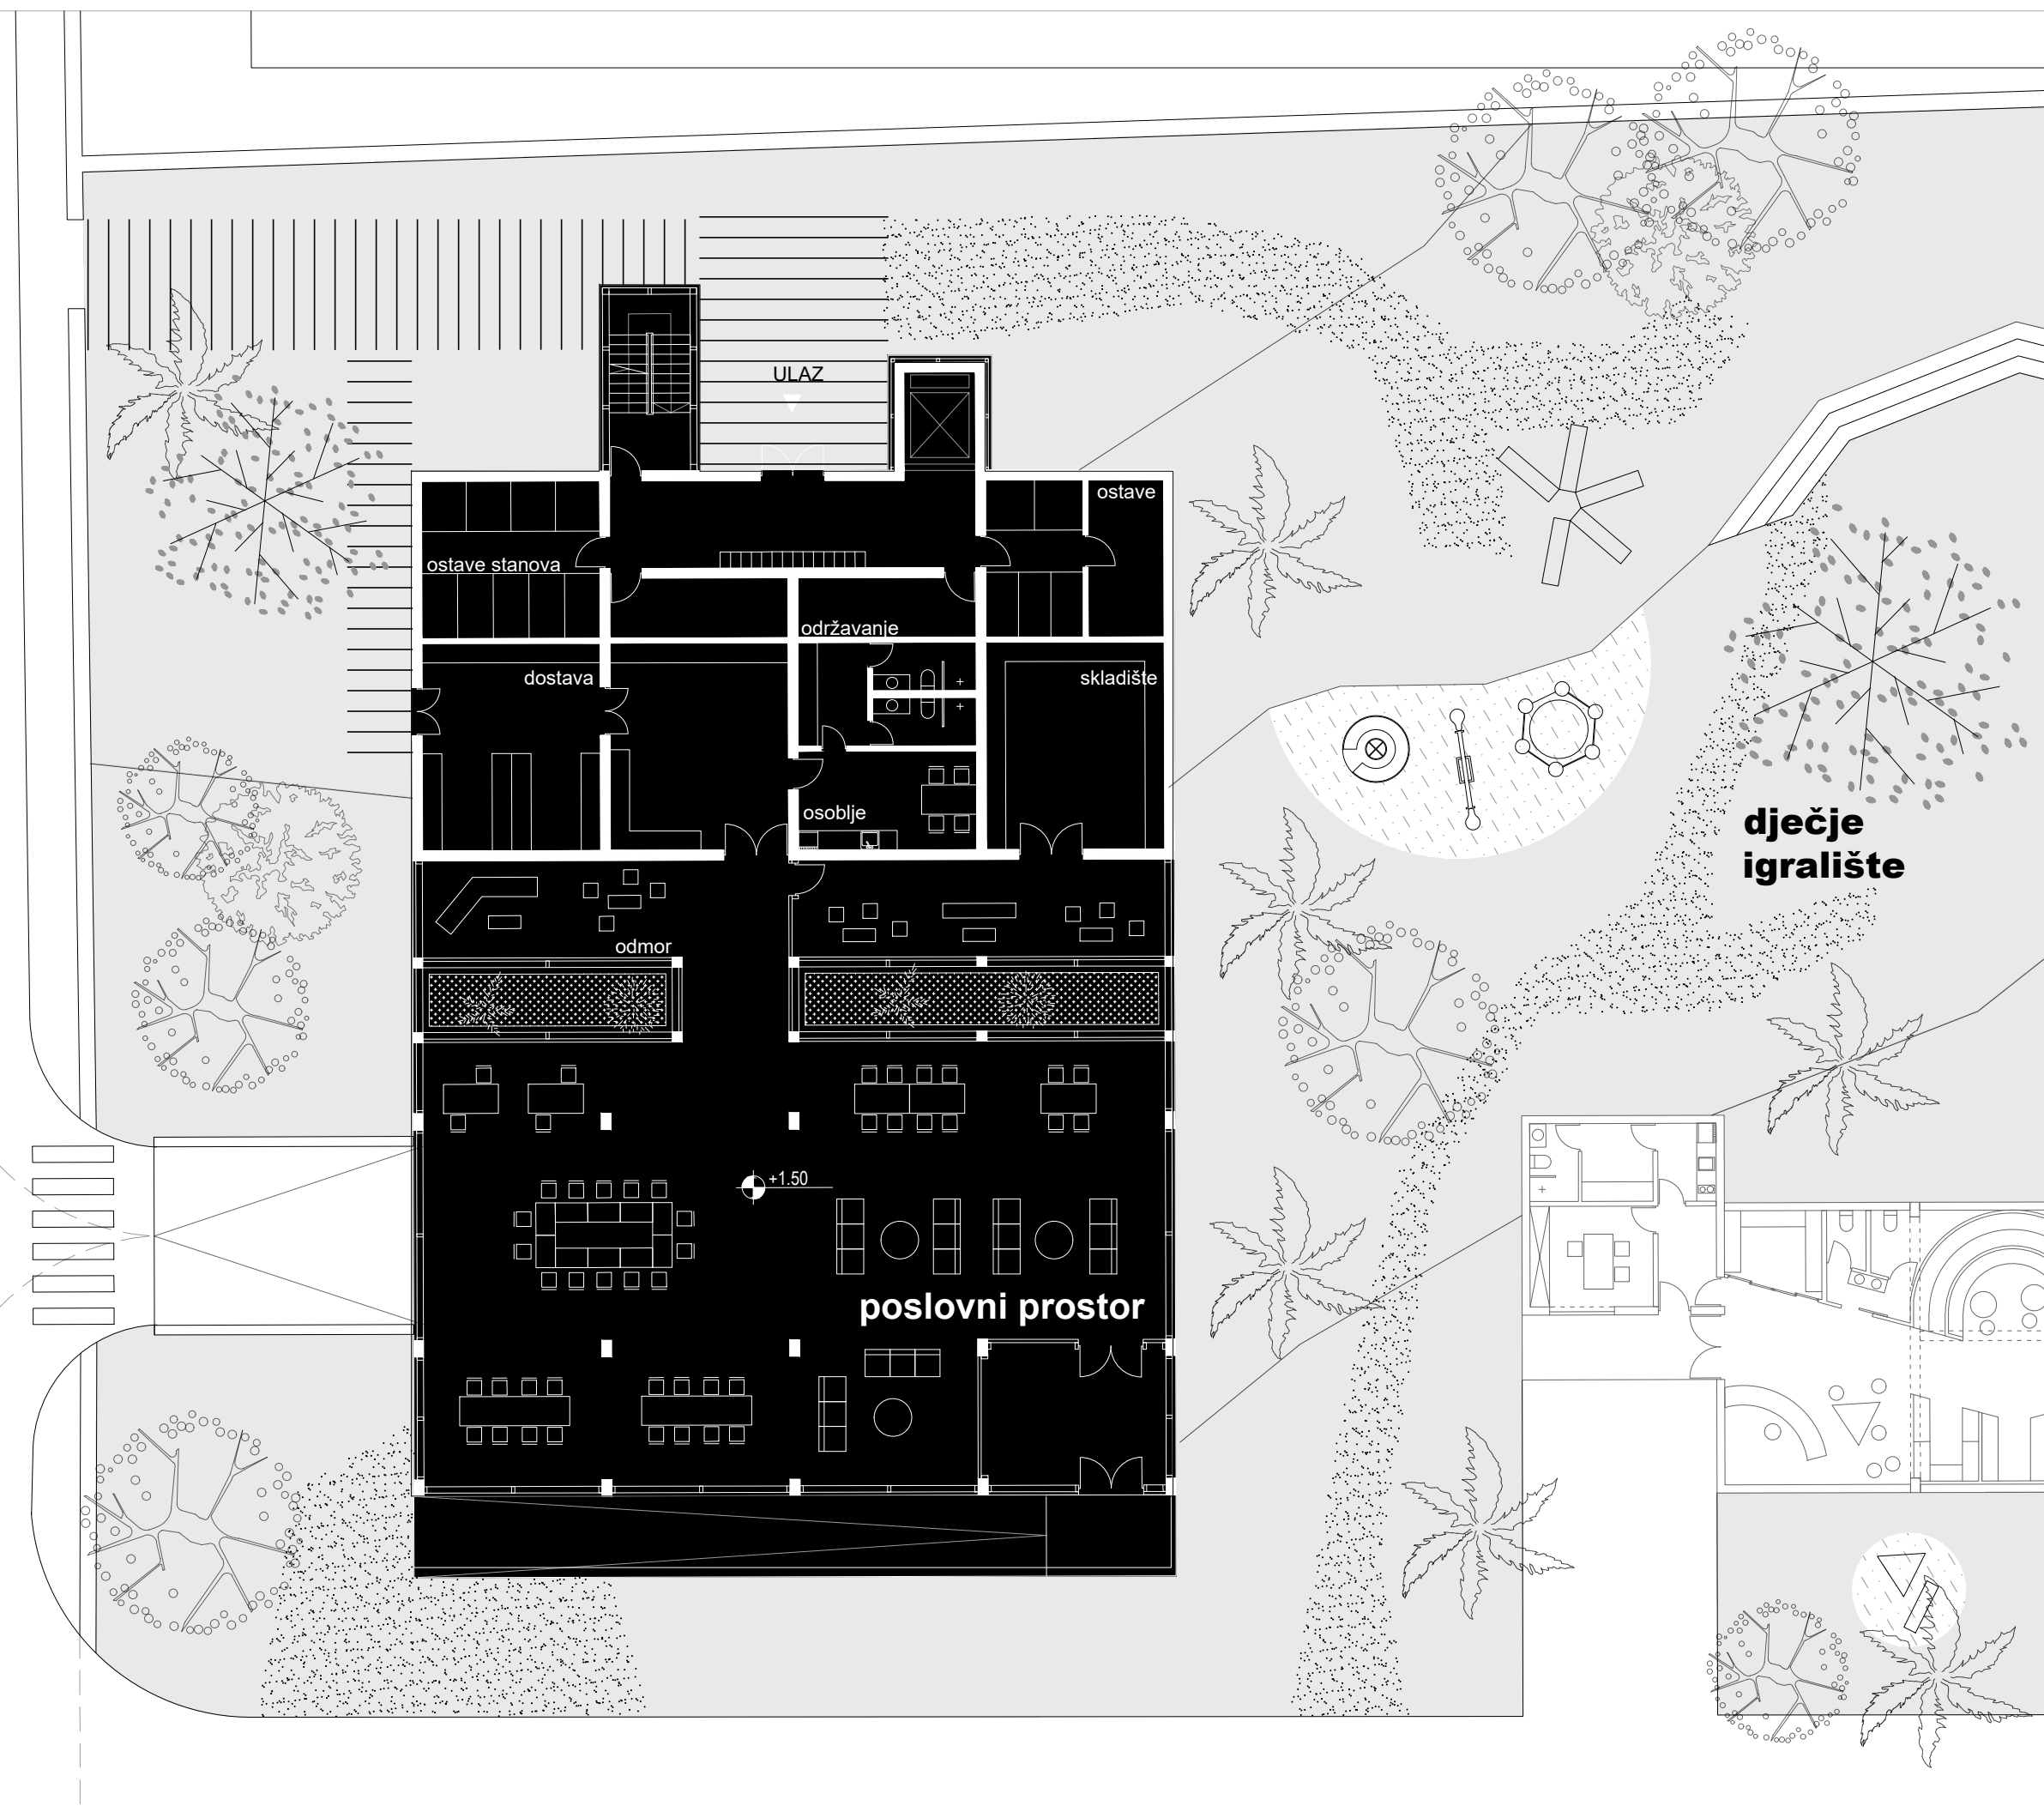 ULAZ
ostave
ostave stanova
održavanje
dostava
skladište
osoblje
dječje
igralište
odmor
+1.50
poslovni prostor